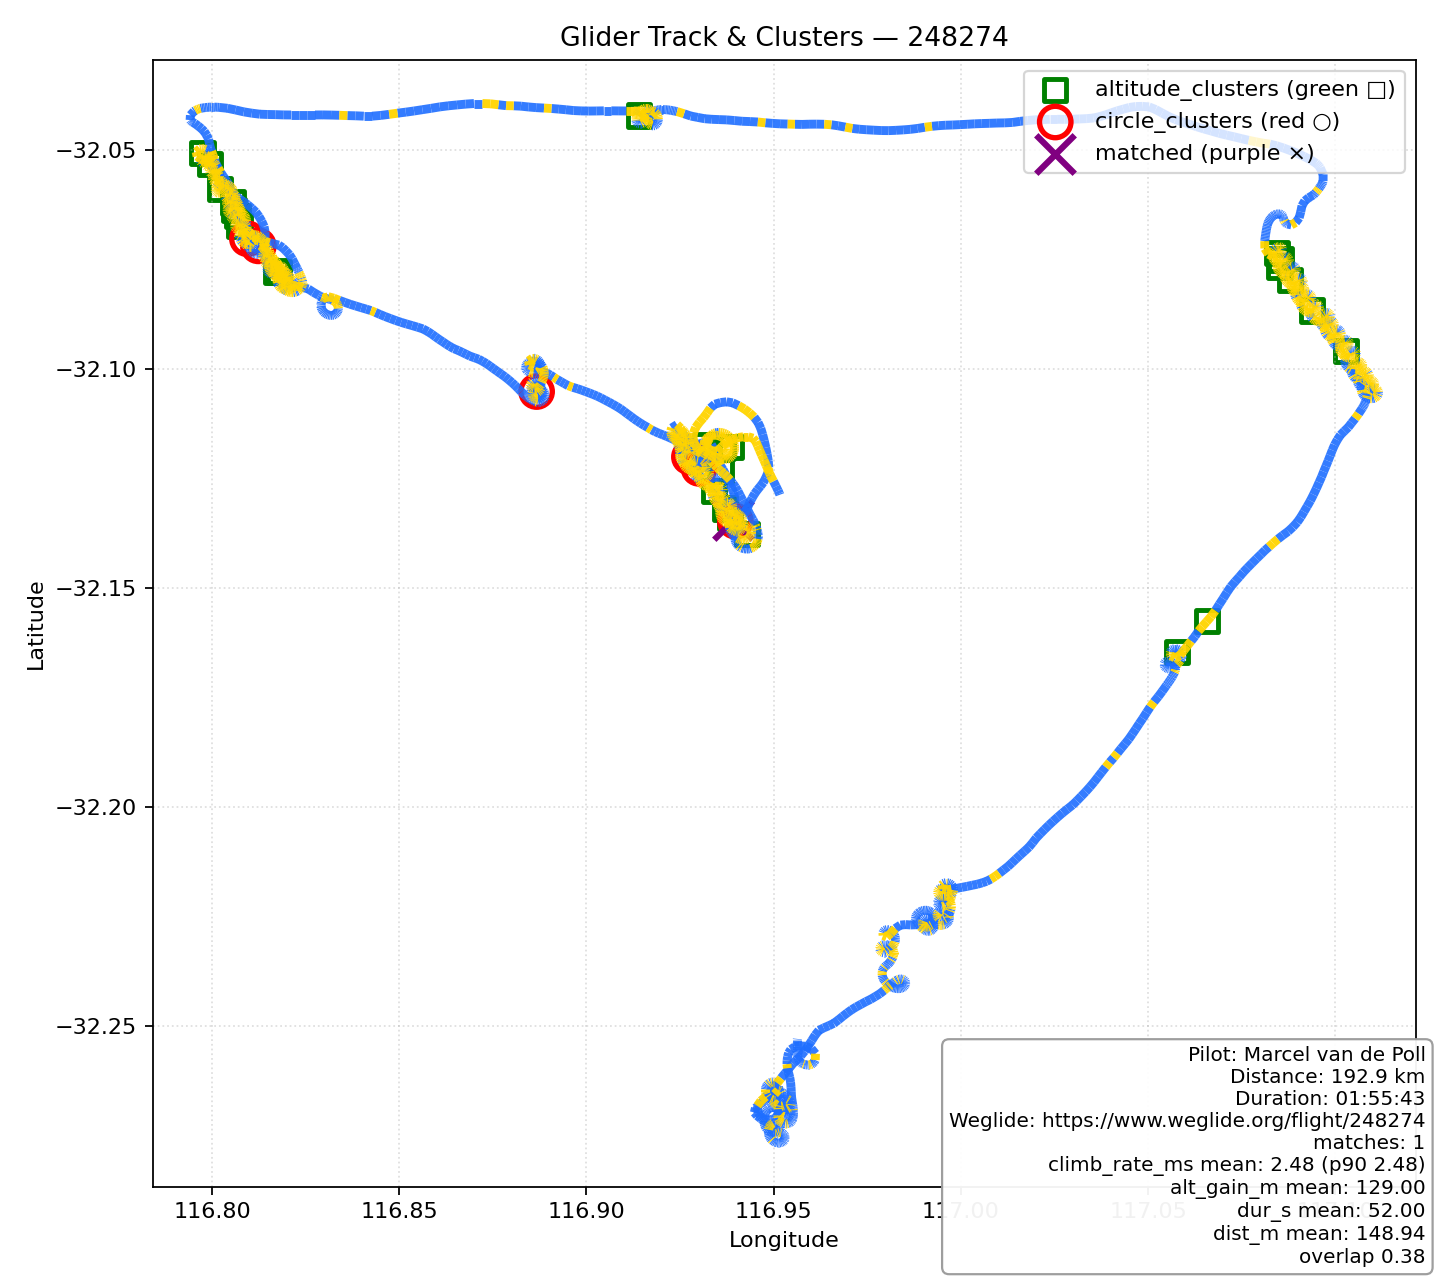 Glider Track & Clusters — 248274
altitude_clusters (green □)
circle_clusters (red ○)
matched (purple ×)
−32.05
−32.10
−32.15
−32.20
−32.25
Latitude
116.80
116.85
116.90
116.95
117.00
117.05
Longitude
Pilot: Marcel van de Poll
Distance: 192.9 km
Duration: 01:55:43
Weglide: https://www.weglide.org/flight/248274
matches: 1
climb_rate_ms mean: 2.48 (p90 2.48)
alt_gain_m mean: 129.00
dur_s mean: 52.00
dist_m mean: 148.94
overlap 0.38